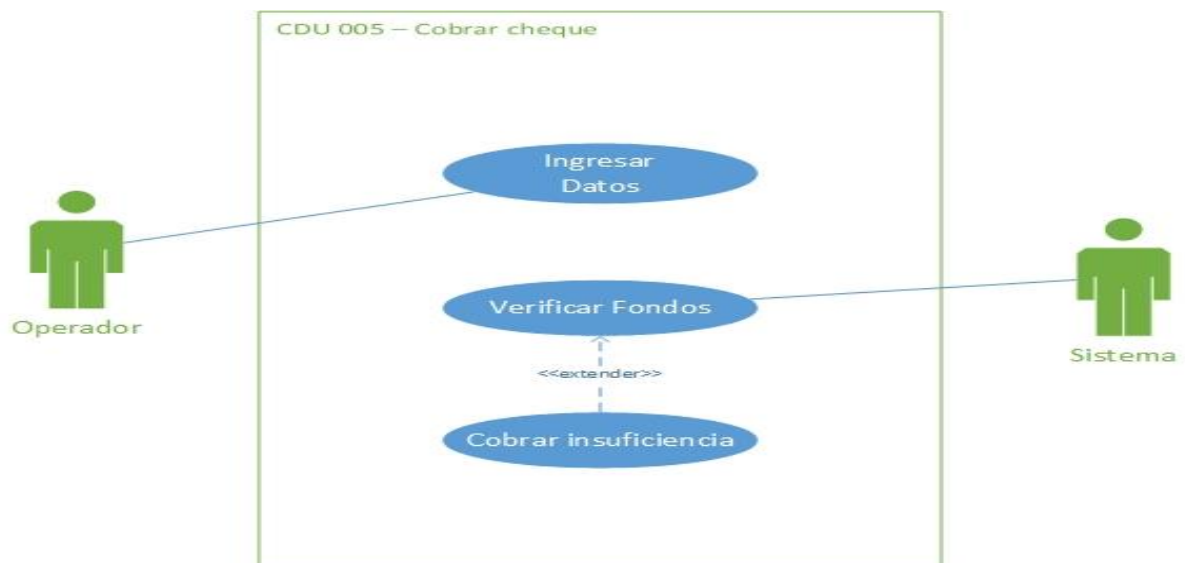 CDU 005 – Cobrar cheque
Ingresar
Datos
Operador
Verificar Fondos
Sistema
<<extender>>
Cobrar insuficiencia